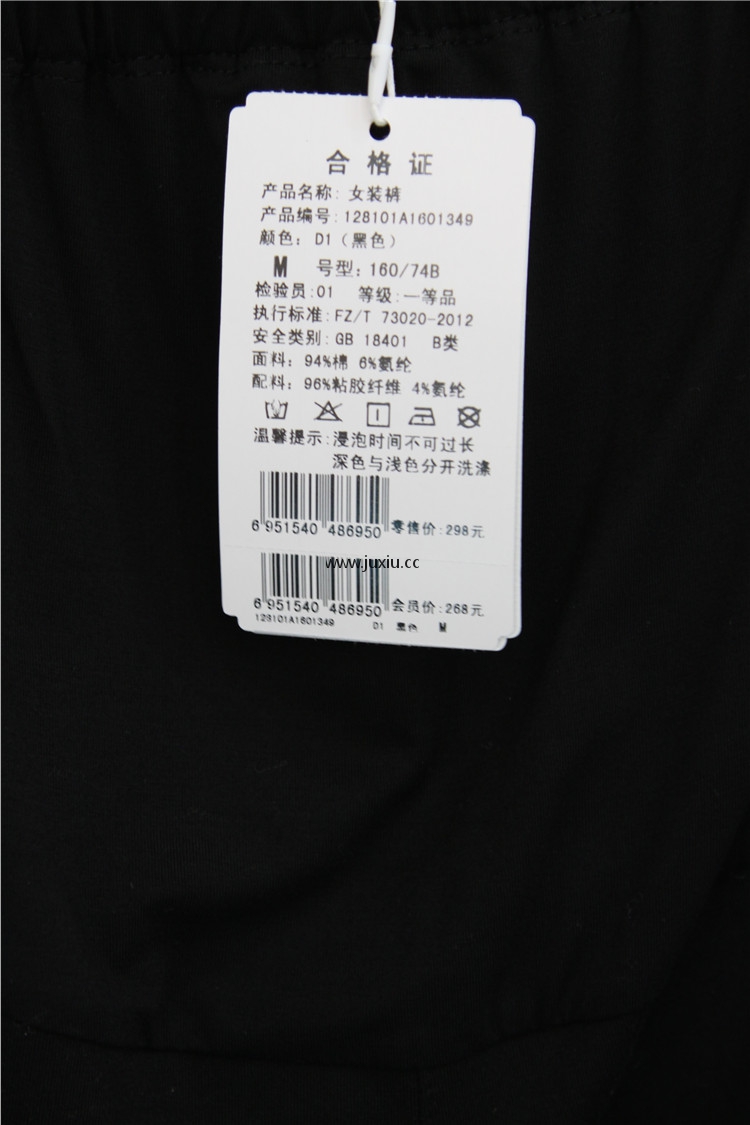 合格证
产品名称: 女装裤
产品编号: 128101A1601349
颜色: D1（黑色）
M 号型: 160/74B
检验员:01 等级:一等品
执行标准:FZ/T 73020-2012
安全类别:GB 18401 B类
面料: 94%棉 6%氨纶
配料: 96%粘胶纤维 4%氨纶
温馨提示:浸泡时间不可过长
深色与浅色分开洗涤
6 951540 486950 零售价:298元
www.juxiu.cc
6 951540 486950 会员价:268元
128101A1601349 D1 黑色 M